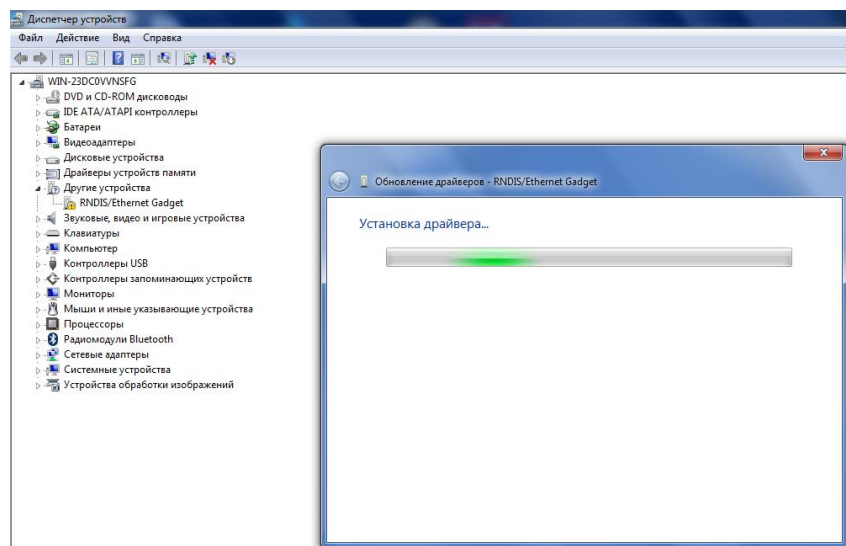 Диспетчер устройств
Файл Действие Вид Справка
WIN-23DC0VVNSFG
DVD и CD-ROM дисководы
IDE ATA/ATAPI контроллеры
Батареи
Видеоадаптеры
Дисковые устройства
Драйверы устройств памяти
Другие устройства
RNDIS/Ethernet Gadget
Звуковые, видео и игровые устройства
Клавиатуры
Компьютер
Контроллеры USB
Контроллеры запоминающих устройств
Мониторы
Мыши и иные указывающие устройства
Процессоры
Радиомодули Bluetooth
Сетевые адаптеры
Системные устройства
Устройства обработки изображений
Обновление драйверов - RNDIS/Ethernet Gadget
Установка драйвера...